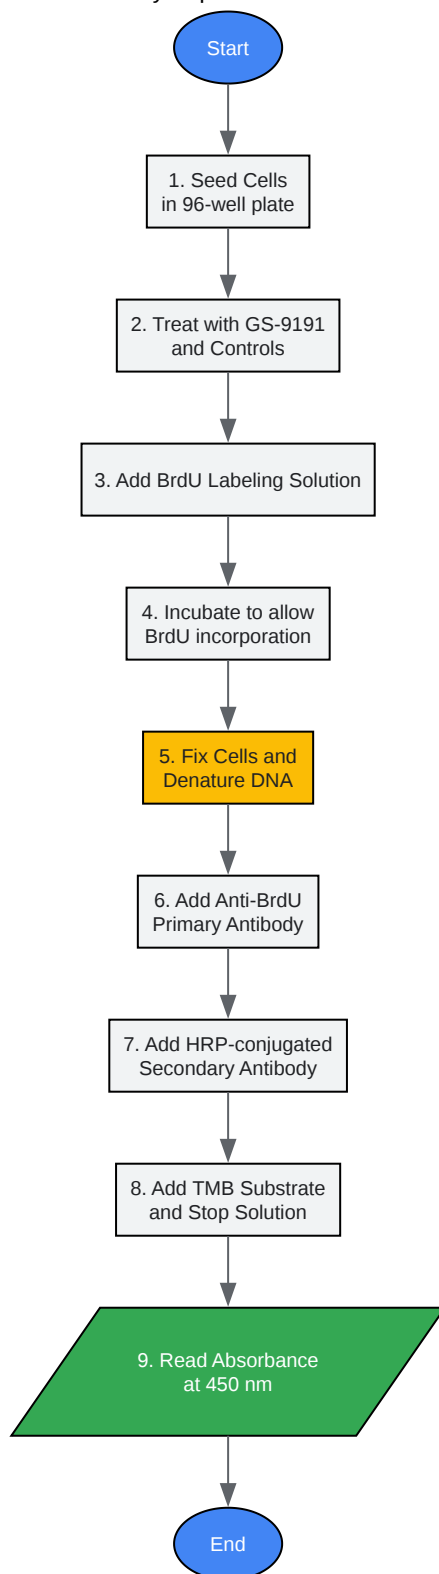 Start
1. Seed Cells
in 96-well plate
2. Treat with GS-9191
and Controls
3. Add BrdU Labeling Solution
4. Incubate to allow
BrdU incorporation
5. Fix Cells and
Denature DNA
6. Add Anti-BrdU
Primary Antibody
7. Add HRP-conjugated
Secondary Antibody
8. Add TMB Substrate
and Stop Solution
9. Read Absorbance
at 450 nm
End